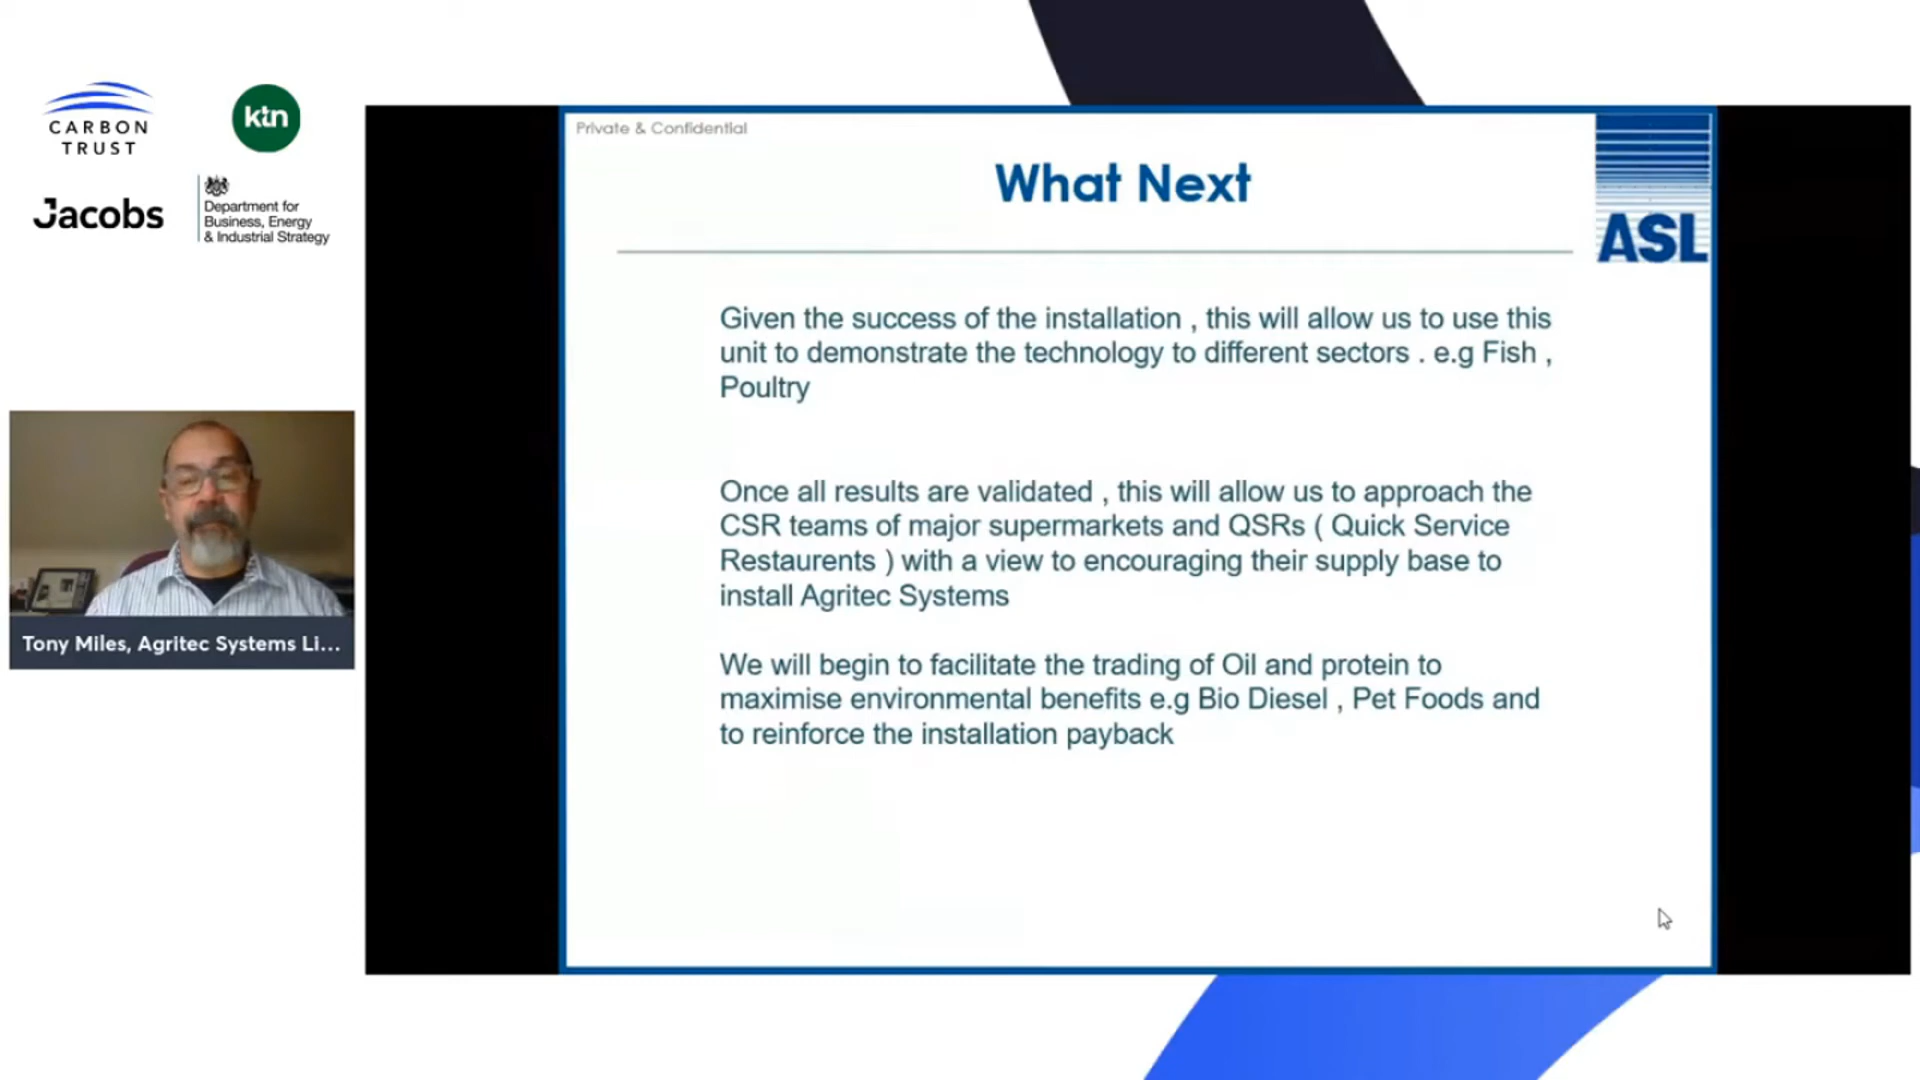 CARBON
TRUST
ktn
Jacobs
Department for
Business, Energy
& Industrial Strategy
Tony Miles, Agritec Systems Li...
Private & Confidential
What Next
ASL
Given the success of the installation , this will allow us to use this
unit to demonstrate the technology to different sectors . e.g Fish ,
Poultry
Once all results are validated , this will allow us to approach the
CSR teams of major supermarkets and QSRs ( Quick Service
Restaurents ) with a view to encouraging their supply base to
install Agritec Systems
We will begin to facilitate the trading of Oil and protein to
maximise environmental benefits e.g Bio Diesel , Pet Foods and
to reinforce the installation payback